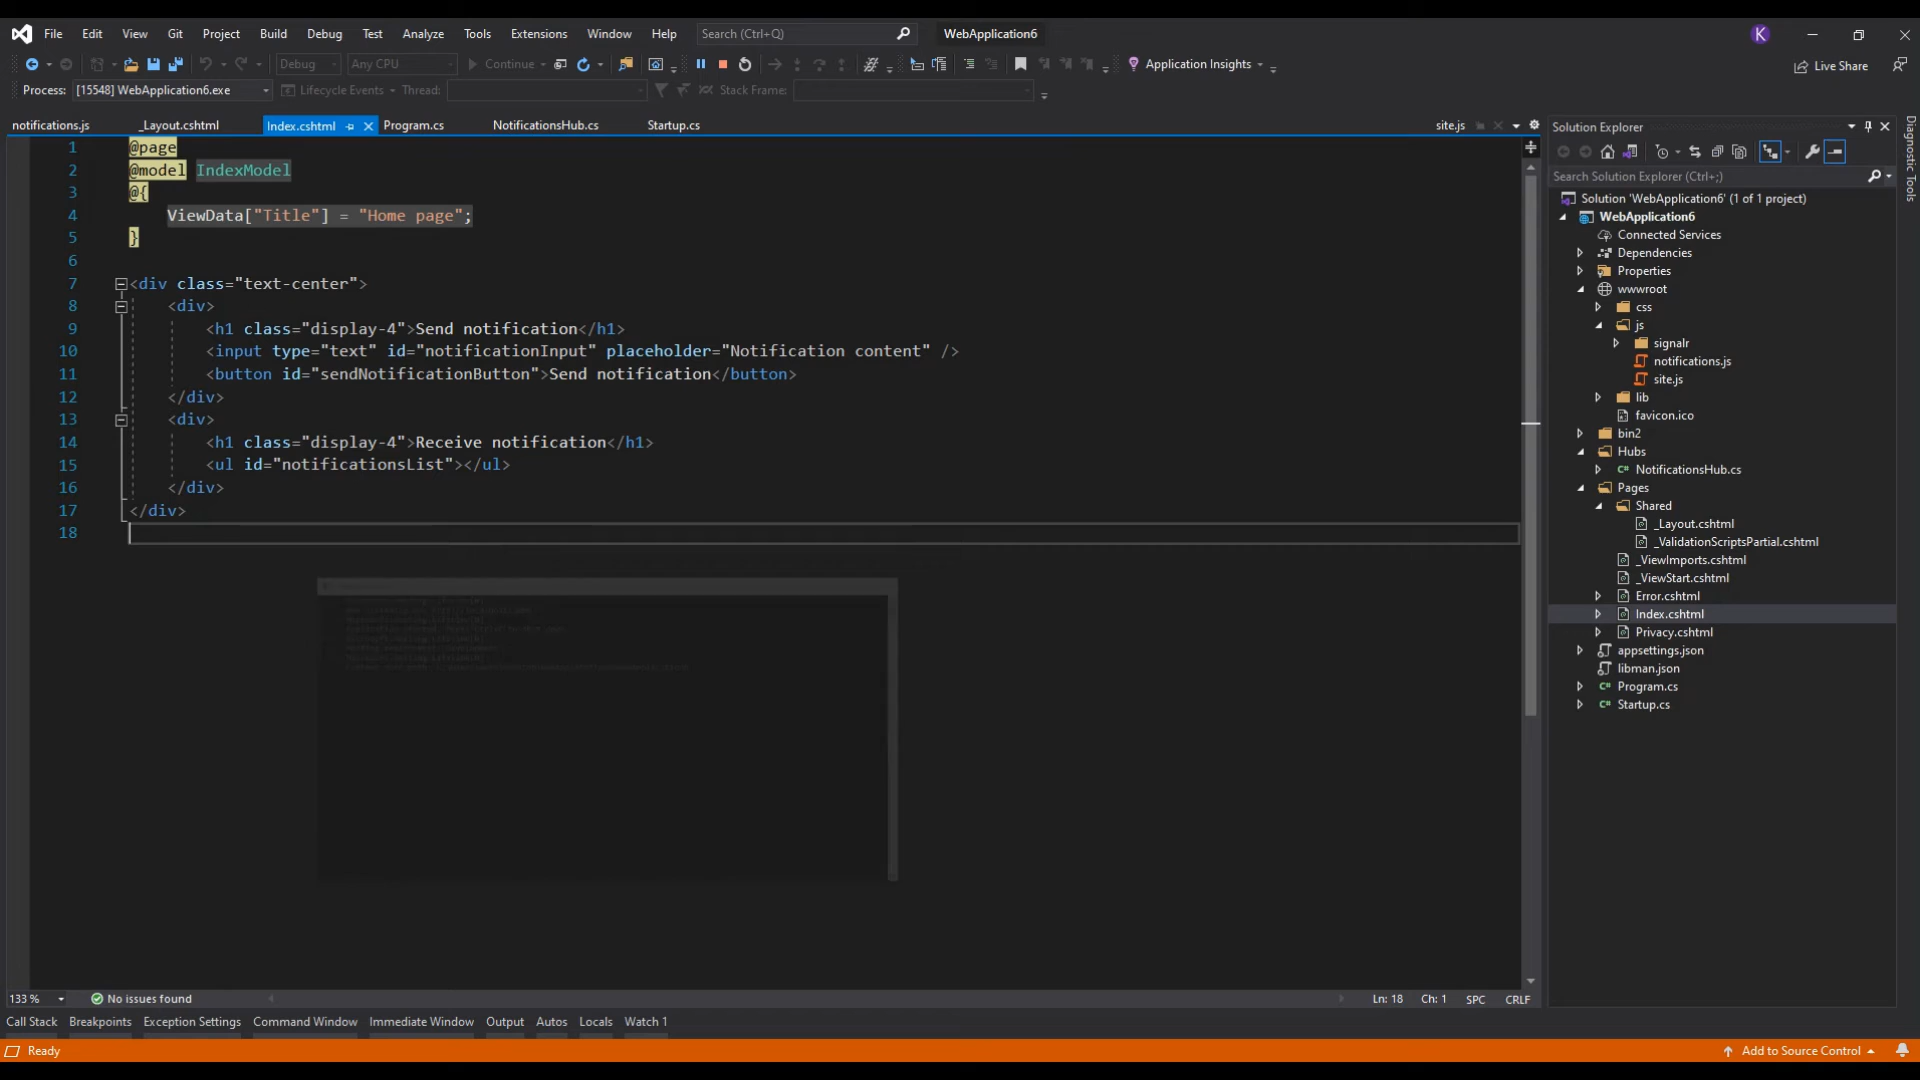 File Edit View Git Project Build Debug Test Analyze Tools Extensions Window Help Search (Ctrl+Q) WebApplication6 K
Debug Any CPU Continue Application Insights Live Share
Process: [15548] WebApplication6.exe Lifecycle Events Thread: Stack Frame:
notifications.js _Layout.cshtml Index.cshtml Program.cs NotificationsHub.cs Startup.cs site.js
1 @page
2 @model IndexModel
3 @{
4 ViewData["Title"] = "Home page";
5 }
6
7 <div class="text-center">
8 <div>
9 <h1 class="display-4">Send notification</h1>
10 <input type="text" id="notificationInput" placeholder="Notification content" />
11 <button id="sendNotificationButton">Send notification</button>
12 </div>
13 <div>
14 <h1 class="display-4">Receive notification</h1>
15 <ul id="notificationsList"></ul>
16 </div>
17 </div>
18
133 % No issues found Ln: 18 Ch: 1 SPC CRLF
Call Stack Breakpoints Exception Settings Command Window Immediate Window Output Autos Locals Watch 1
Ready Add to Source Control
Solution Explorer
Search Solution Explorer (Ctrl+;)
Solution 'WebApplication6' (1 of 1 project)
WebApplication6
Connected Services
Dependencies
Properties
wwwroot
css
js
signalr
notifications.js
site.js
lib
favicon.ico
bin2
Hubs
C# NotificationsHub.cs
Pages
Shared
_Layout.cshtml
_ValidationScriptsPartial.cshtml
_ViewImports.cshtml
_ViewStart.cshtml
Error.cshtml
Index.cshtml
Privacy.cshtml
appsettings.json
libman.json
C# Program.cs
C# Startup.cs
Diagnostic Tools